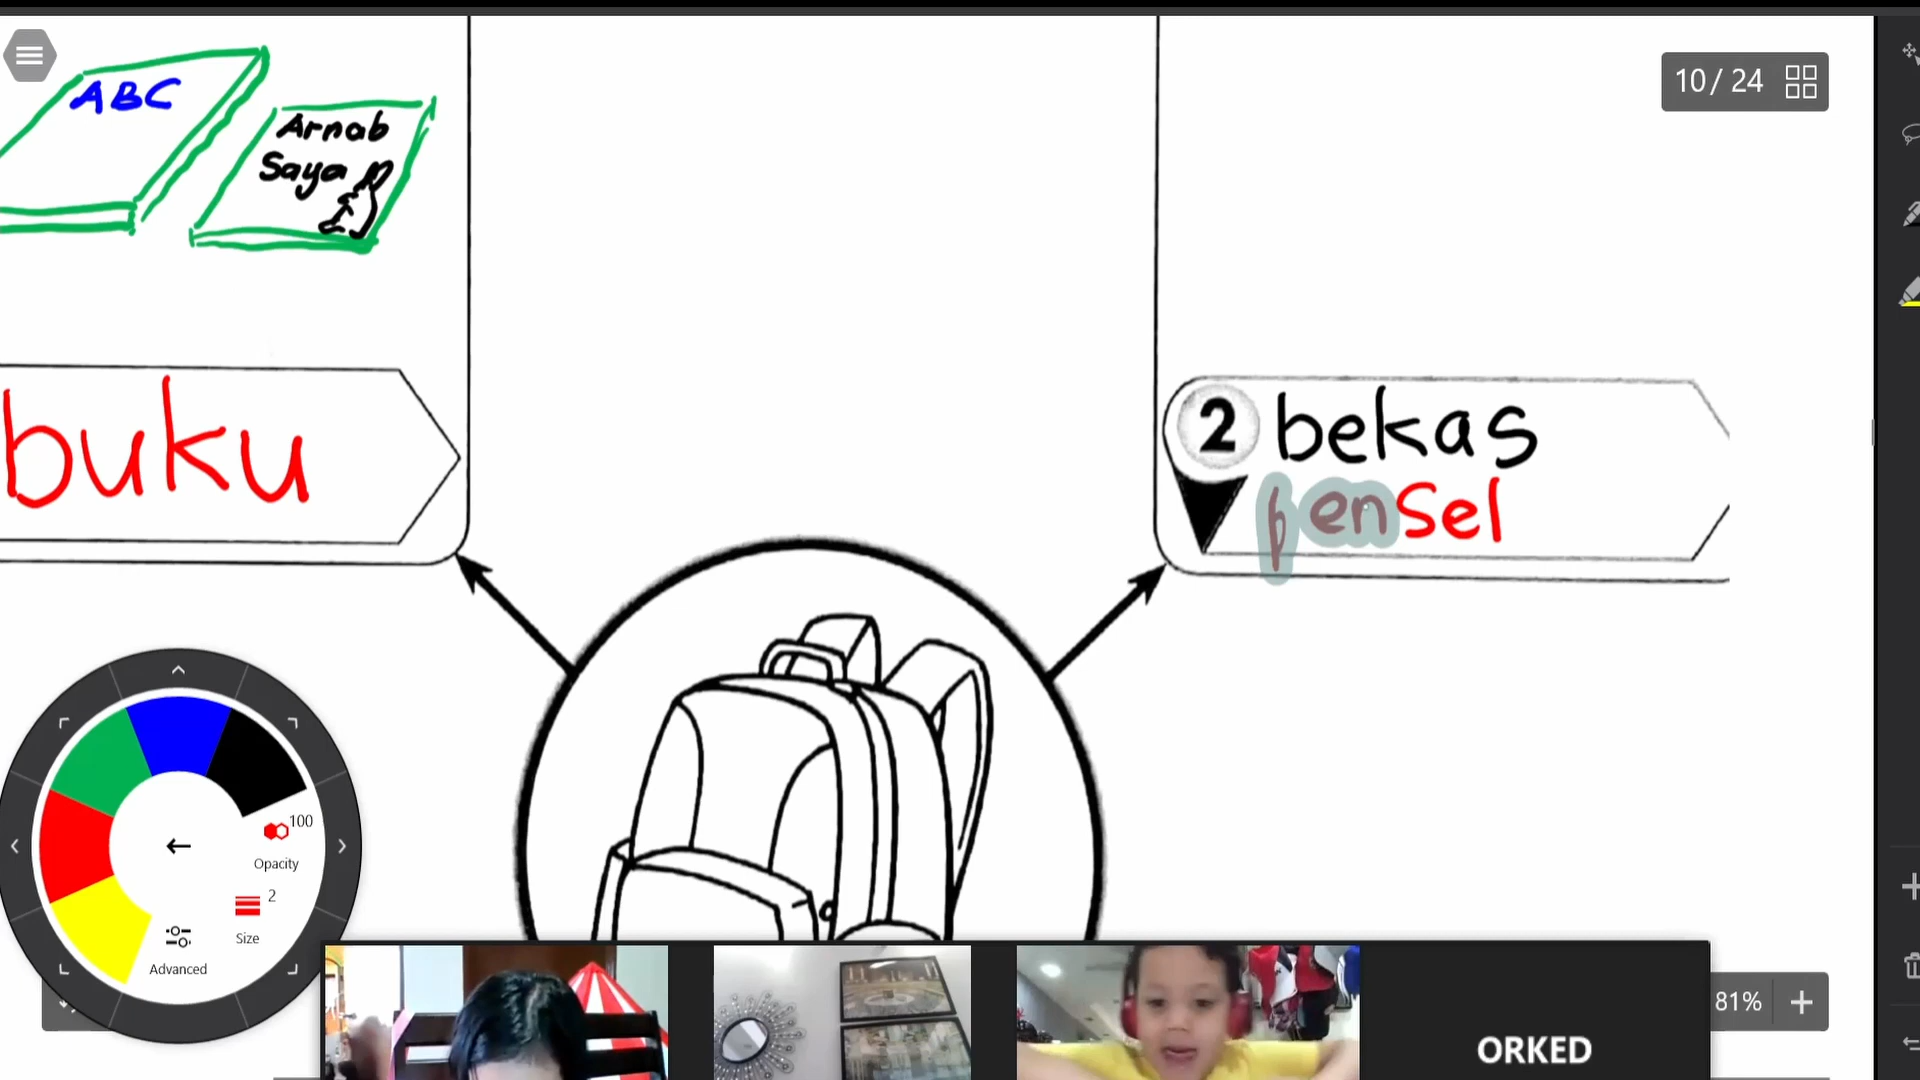 ABC
Arnab
Saya
10 / 24
buku
2 bekas
pensel
100
Opacity
2
Size
Advanced
ORKED
81%